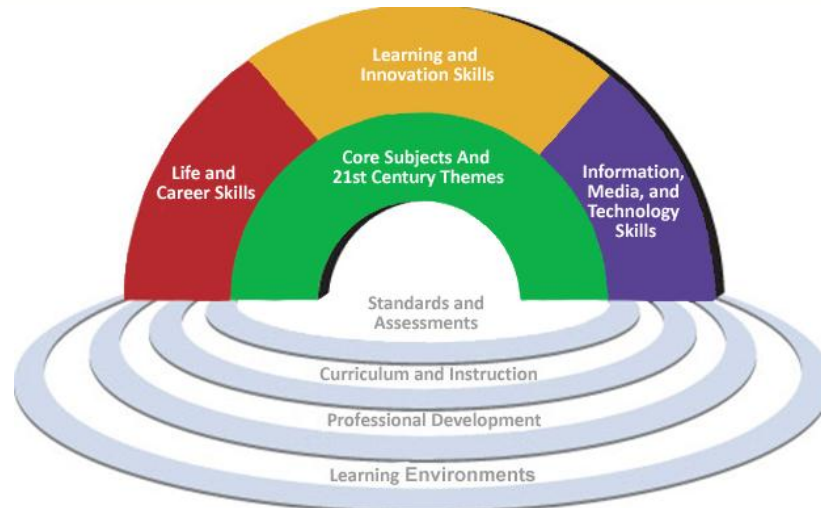 Learning and
Innovation Skills
Life and
Career Skills
Core Subjects And
21st Century Themes
Information,
Media, and
Technology
Skills
Standards and
Assessments
Curriculum and Instruction
Professional Development
Learning Environments